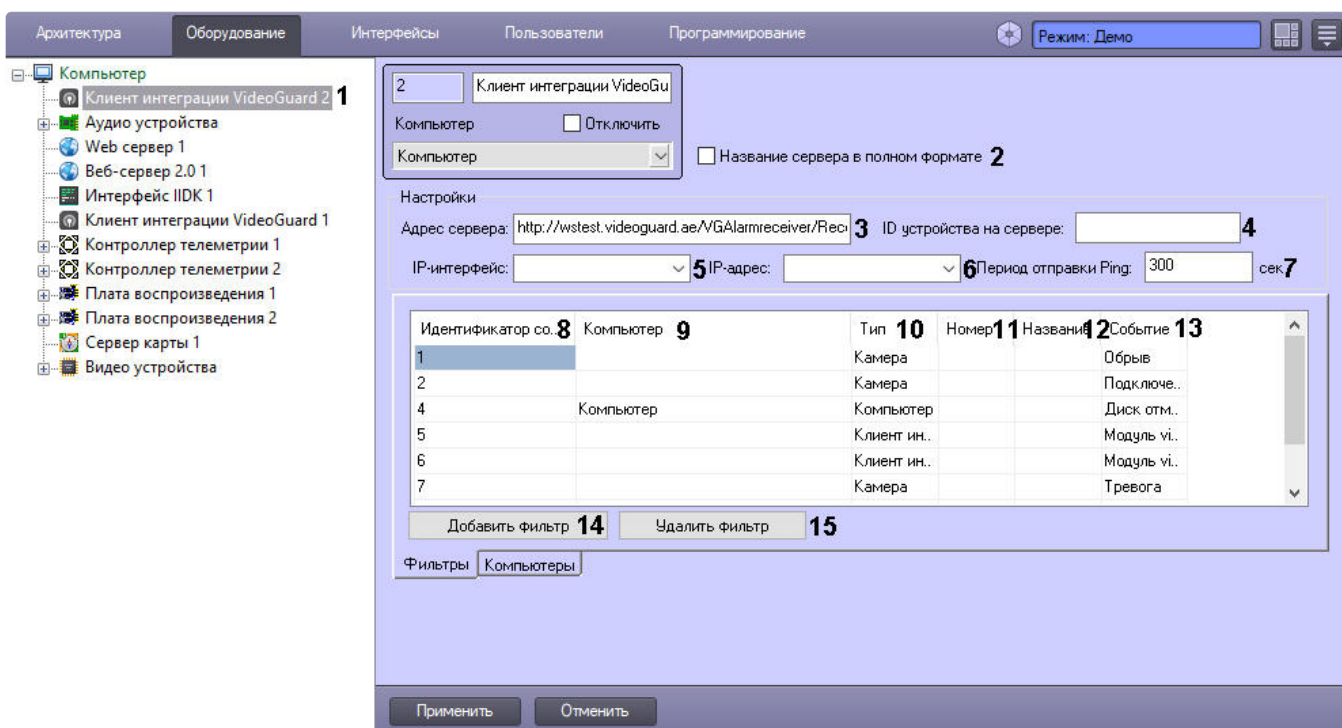 Архитектура Оборудование Интерфейсы Пользователи Программирование Режим: Демо
Компьютер
Клиент интеграции VideoGuard 2 1
Аудио устройства
Web сервер 1
Веб-сервер 2.0 1
Интерфейс IIDK 1
Клиент интеграции VideoGuard 1
Контроллер телеметрии 1
Контроллер телеметрии 2
Плата воспроизведения 1
Плата воспроизведения 2
Сервер карты 1
Видео устройства
2 Клиент интеграции VideoGu
Компьютер Отключить
Компьютер Название сервера в полном формате 2
Настройки
Адрес сервера: http://wstest.videoguard.ae/VGAlarmreceiver/Rec 3 ID устройства на сервере: 4
IP-интерфейс: 5 IP-адрес: 6 Период отправки Ping: 300 сек 7
Идентификатор со.. 8 Компьютер 9 Тип 10 Номер 11 Название 12 Событие 13
1 Камера Обрыв
2 Камера Подключе..
4 Компьютер Компьютер Диск отм..
5 Клиент ин.. Модуль vi..
6 Клиент ин.. Модуль vi..
7 Камера Тревога
Добавить фильтр 14 Удалить фильтр 15
Фильтры Компьютеры
Применить Отменить